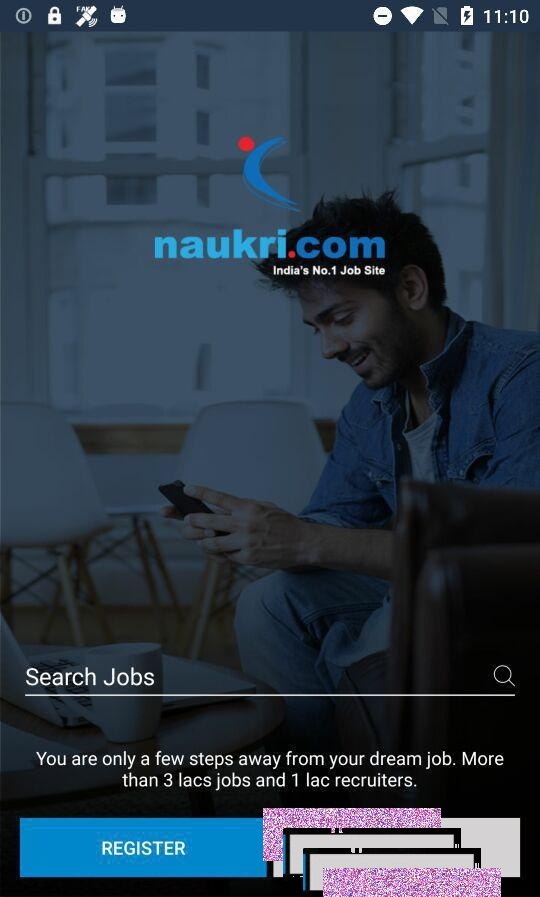 FAKE
11:10
naukri.com
India's No.1 Job Site
Search Jobs
You are only a few steps away from your dream job. More
than 3 lacs jobs and 1 lac recruiters.
REGISTER